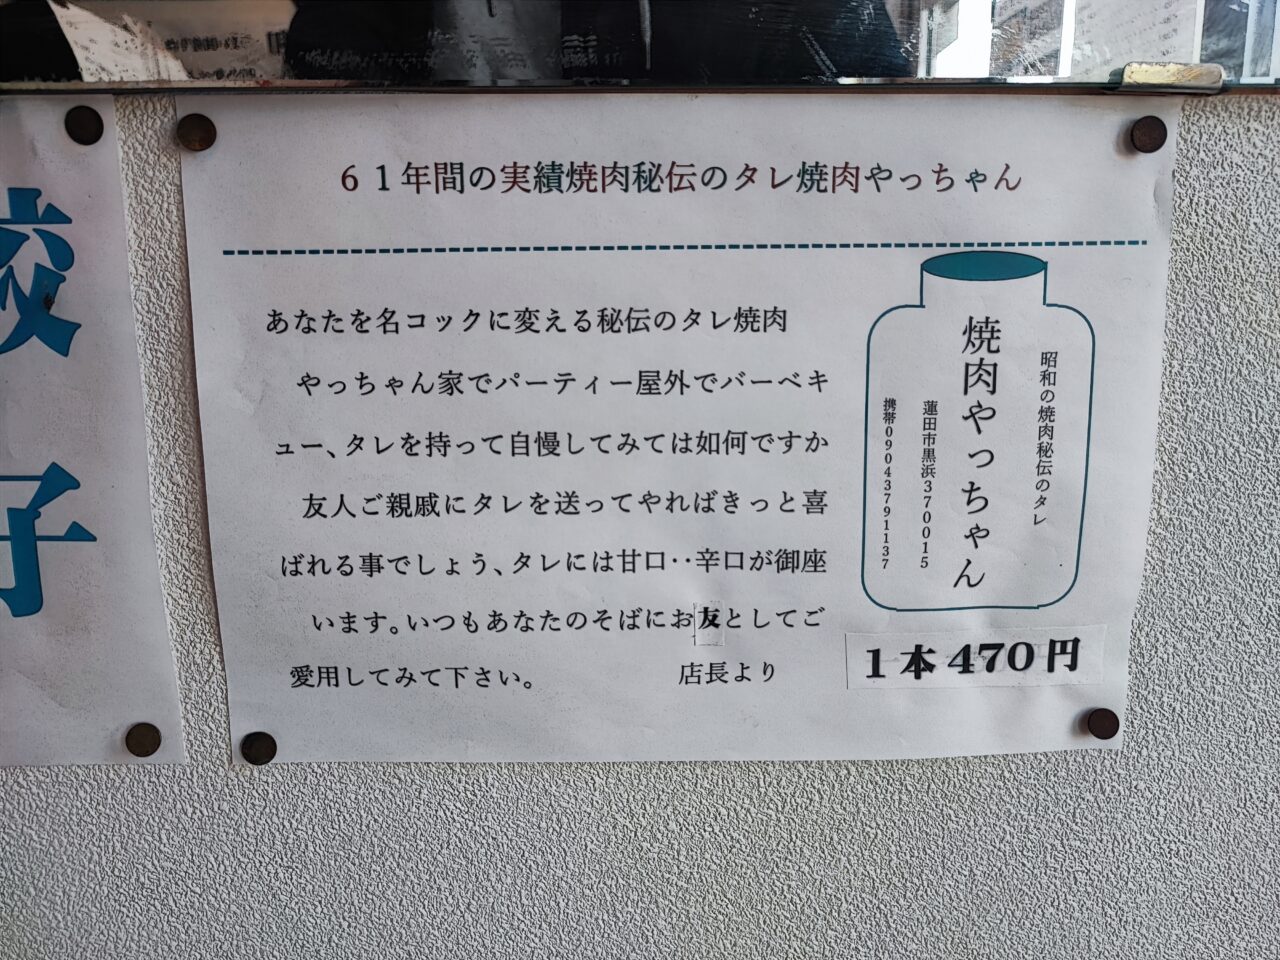 ６１年間の実績焼肉秘伝のタレ焼肉やっちゃん
あなたを名コックに変える秘伝のタレ焼肉
やっちゃん家でパーティー屋外でバーベキ
ュー、タレを持って自慢してみては如何ですか
友人ご親戚にタレを送ってやればきっと喜
ばれる事でしょう、タレには甘口‥辛口が御座
います。いつもあなたのそばにお友としてご
愛用してみて下さい。 店長より
昭和の焼肉秘伝のタレ
焼肉やっちゃん
蓮田市黒浜370015
携帯09043791137
１本470円
子